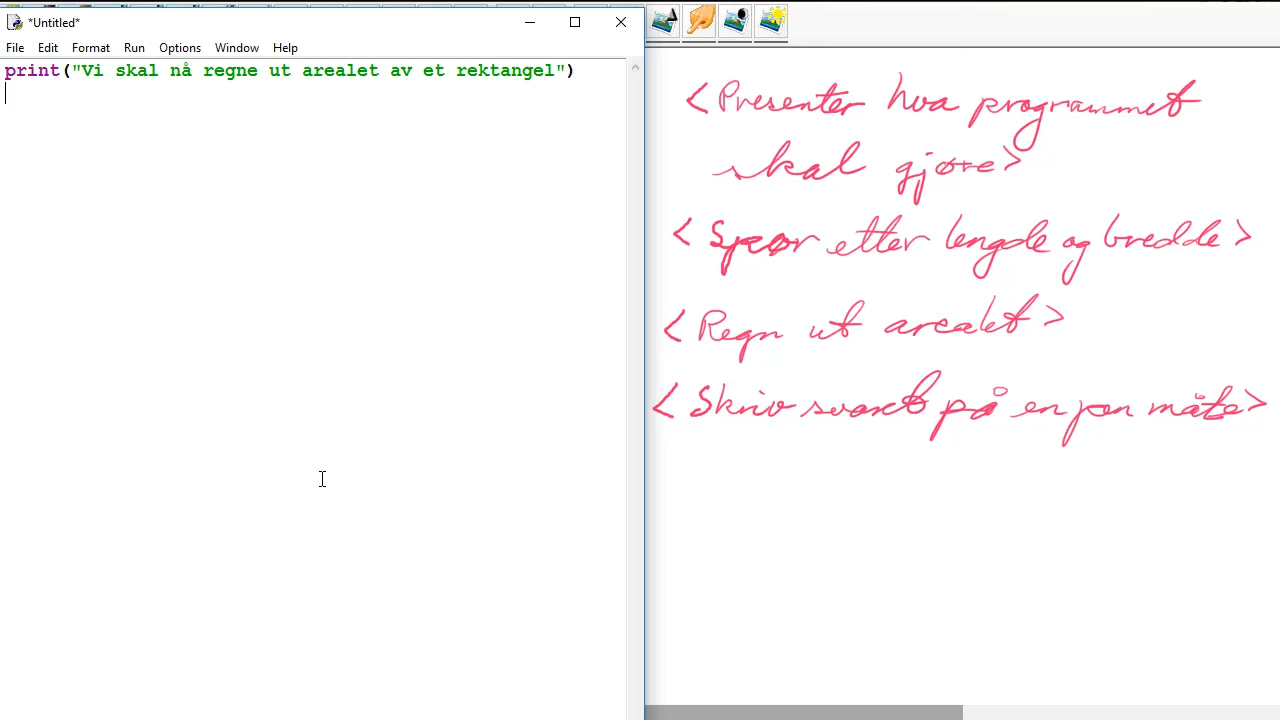 *Untitled*
File Edit Format Run Options Window Help
print("Vi skal nå regne ut arealet av et rektangel")
<Presenter hva programmet
skal gjøre>
<Spør etter lengde og bredde>
<Regn ut arealet>
<Skriv svaret på en pen måte>